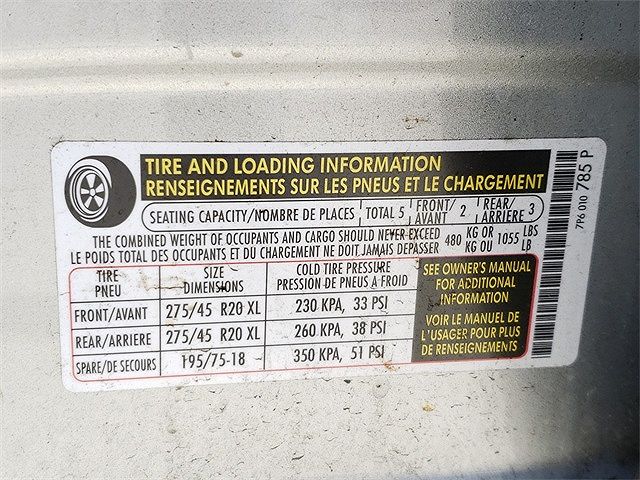 TIRE AND LOADING INFORMATION
RENSEIGNEMENTS SUR LES PNEUS ET LE CHARGEMENT
SEATING CAPACITY/NOMBRE DE PLACES TOTAL 5 FRONT/AVANT 2 REAR/ARRIERE 3
THE COMBINED WEIGHT OF OCCUPANTS AND CARGO SHOULD NEVER EXCEED 480 KG OR 1055 LBS
LE POIDS TOTAL DES OCCUPANTS ET DU CHARGEMENT NE DOIT JAMAIS DEPASSER KG OU LB
TIRE PNEU SIZE DIMENSIONS COLD TIRE PRESSURE PRESSION DE PNEUS A FROID
FRONT/AVANT 275/45 R20 XL 230 KPA, 33 PSI
REAR/ARRIERE 275/45 R20 XL 260 KPA, 38 PSI
SPARE/DE SECOURS 195/75-18 350 KPA, 51 PSI
SEE OWNER'S MANUAL
FOR ADDITIONAL
INFORMATION
VOIR LE MANUEL DE
L'USAGER POUR PLUS
DE RENSEIGNEMENTS
7P6 010 785 P